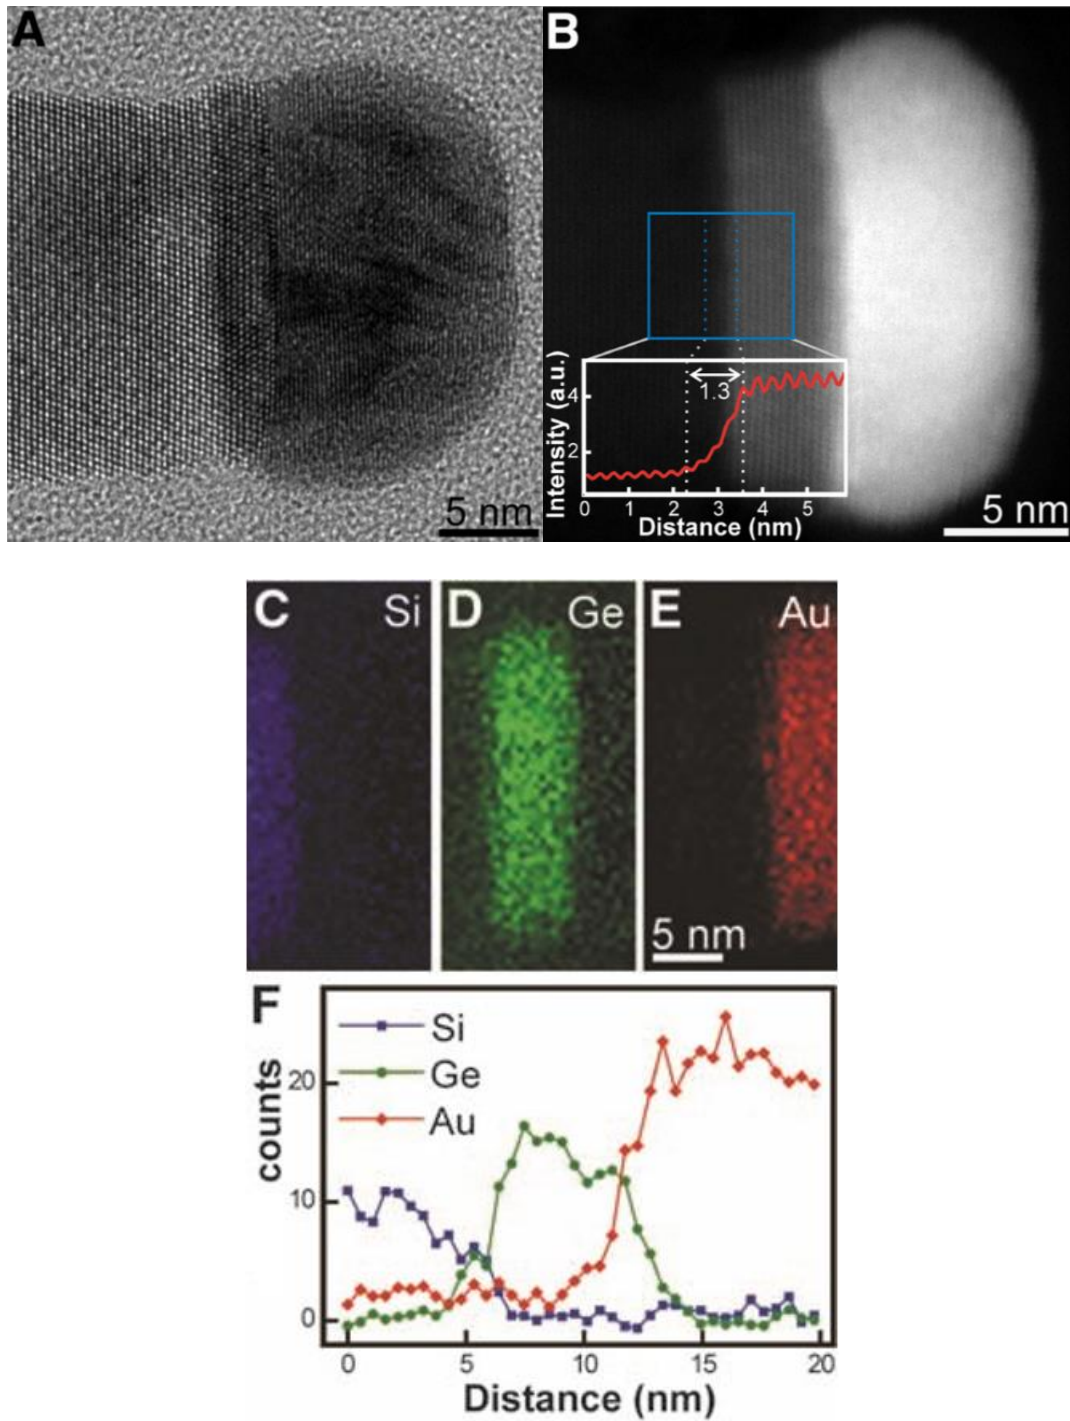 A
5 nm
B
Intensity (a.u.)
4
2
1.3
0 1 2 3 4 5
Distance (nm)
5 nm
C Si
D Ge
E Au
5 nm
F
counts
20
10
0
Si
Ge
Au
0 5 10 15 20
Distance (nm)